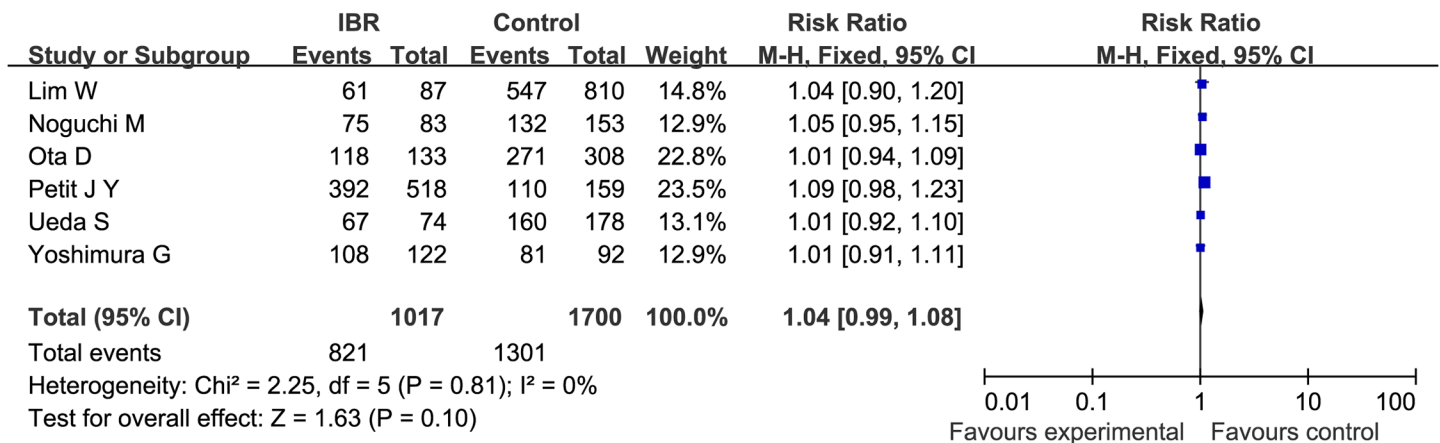 IBR Control Risk Ratio Risk Ratio
Study or Subgroup Events Total Events Total Weight M-H, Fixed, 95% CI M-H, Fixed, 95% CI
Lim W 61 87 547 810 14.8% 1.04 [0.90, 1.20]
Noguchi M 75 83 132 153 12.9% 1.05 [0.95, 1.15]
Ota D 118 133 271 308 22.8% 1.01 [0.94, 1.09]
Petit J Y 392 518 110 159 23.5% 1.09 [0.98, 1.23]
Ueda S 67 74 160 178 13.1% 1.01 [0.92, 1.10]
Yoshimura G 108 122 81 92 12.9% 1.01 [0.91, 1.11]
Total (95% CI) 1017 1700 100.0% 1.04 [0.99, 1.08]
Total events 821 1301
Heterogeneity: Chi² = 2.25, df = 5 (P = 0.81); I² = 0%
Test for overall effect: Z = 1.63 (P = 0.10)
0.01 0.1 1 10 100
Favours experimental Favours control